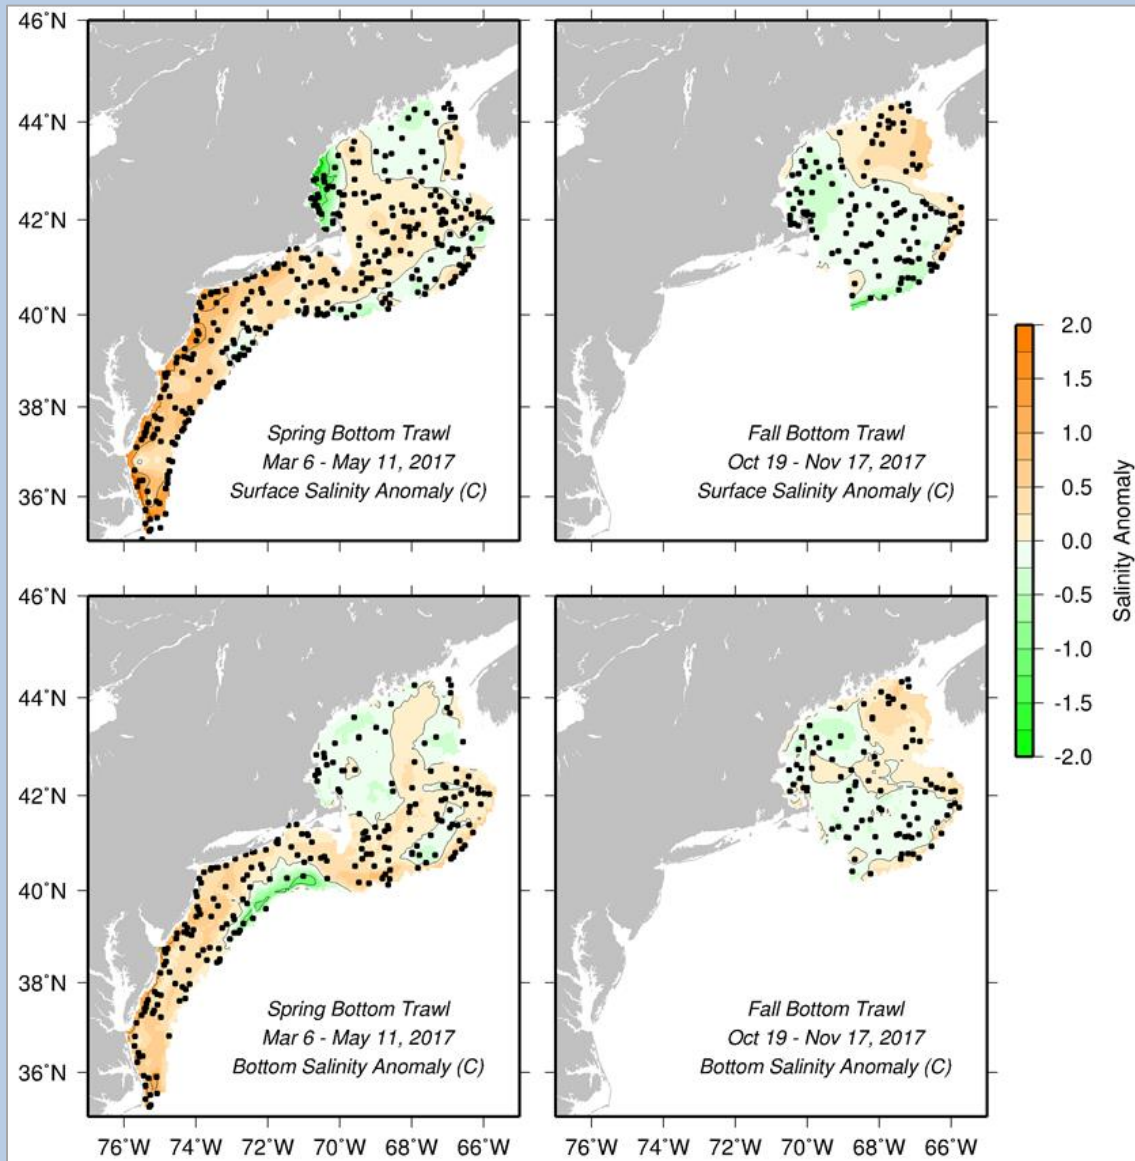 46°N
44°N
42°N
40°N
38°N
36°N
Spring Bottom Trawl
Mar 6 - May 11, 2017
Surface Salinity Anomaly (C)
Fall Bottom Trawl
Oct 19 - Nov 17, 2017
Surface Salinity Anomaly (C)
46°N
44°N
42°N
40°N
38°N
36°N
Spring Bottom Trawl
Mar 6 - May 11, 2017
Bottom Salinity Anomaly (C)
Fall Bottom Trawl
Oct 19 - Nov 17, 2017
Bottom Salinity Anomaly (C)
76°W 74°W 72°W 70°W 68°W 66°W
76°W 74°W 72°W 70°W 68°W 66°W
2.0
1.5
1.0
0.5
0.0
-0.5
-1.0
-1.5
-2.0
Salinity Anomaly